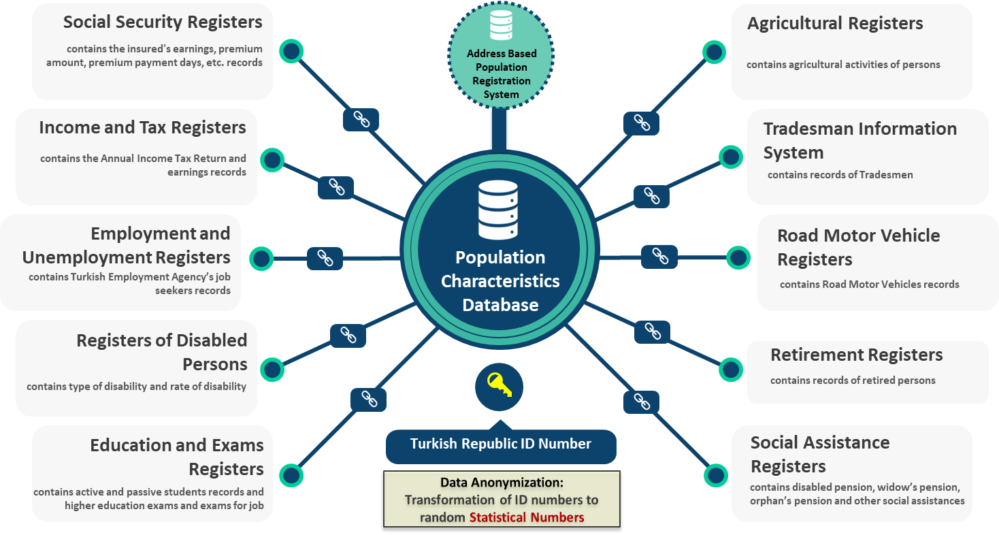 Social Security Registers
contains the insured's earnings, premium
amount, premium payment days, etc. records
Income and Tax Registers
contains the Annual Income Tax Return and
earnings records
Employment and
Unemployment Registers
contains Turkish Employment Agency’s job
seekers records
Registers of Disabled
Persons
contains type of disability and rate of disability
Education and Exams
Registers
contains active and passive students records and
higher education exams and exams for job
Address Based
Population
Registration
System
Population
Characteristics
Database
Turkish Republic ID Number
Data Anonymization:
Transformation of ID numbers to
random Statistical Numbers
Agricultural Registers
contains agricultural activities of persons
Tradesman Information
System
contains records of Tradesmen
Road Motor Vehicle
Registers
contains Road Motor Vehicles records
Retirement Registers
contains records of retired persons
Social Assistance
Registers
contains disabled pension, widow’s pension,
orphan’s pension and other social assistances